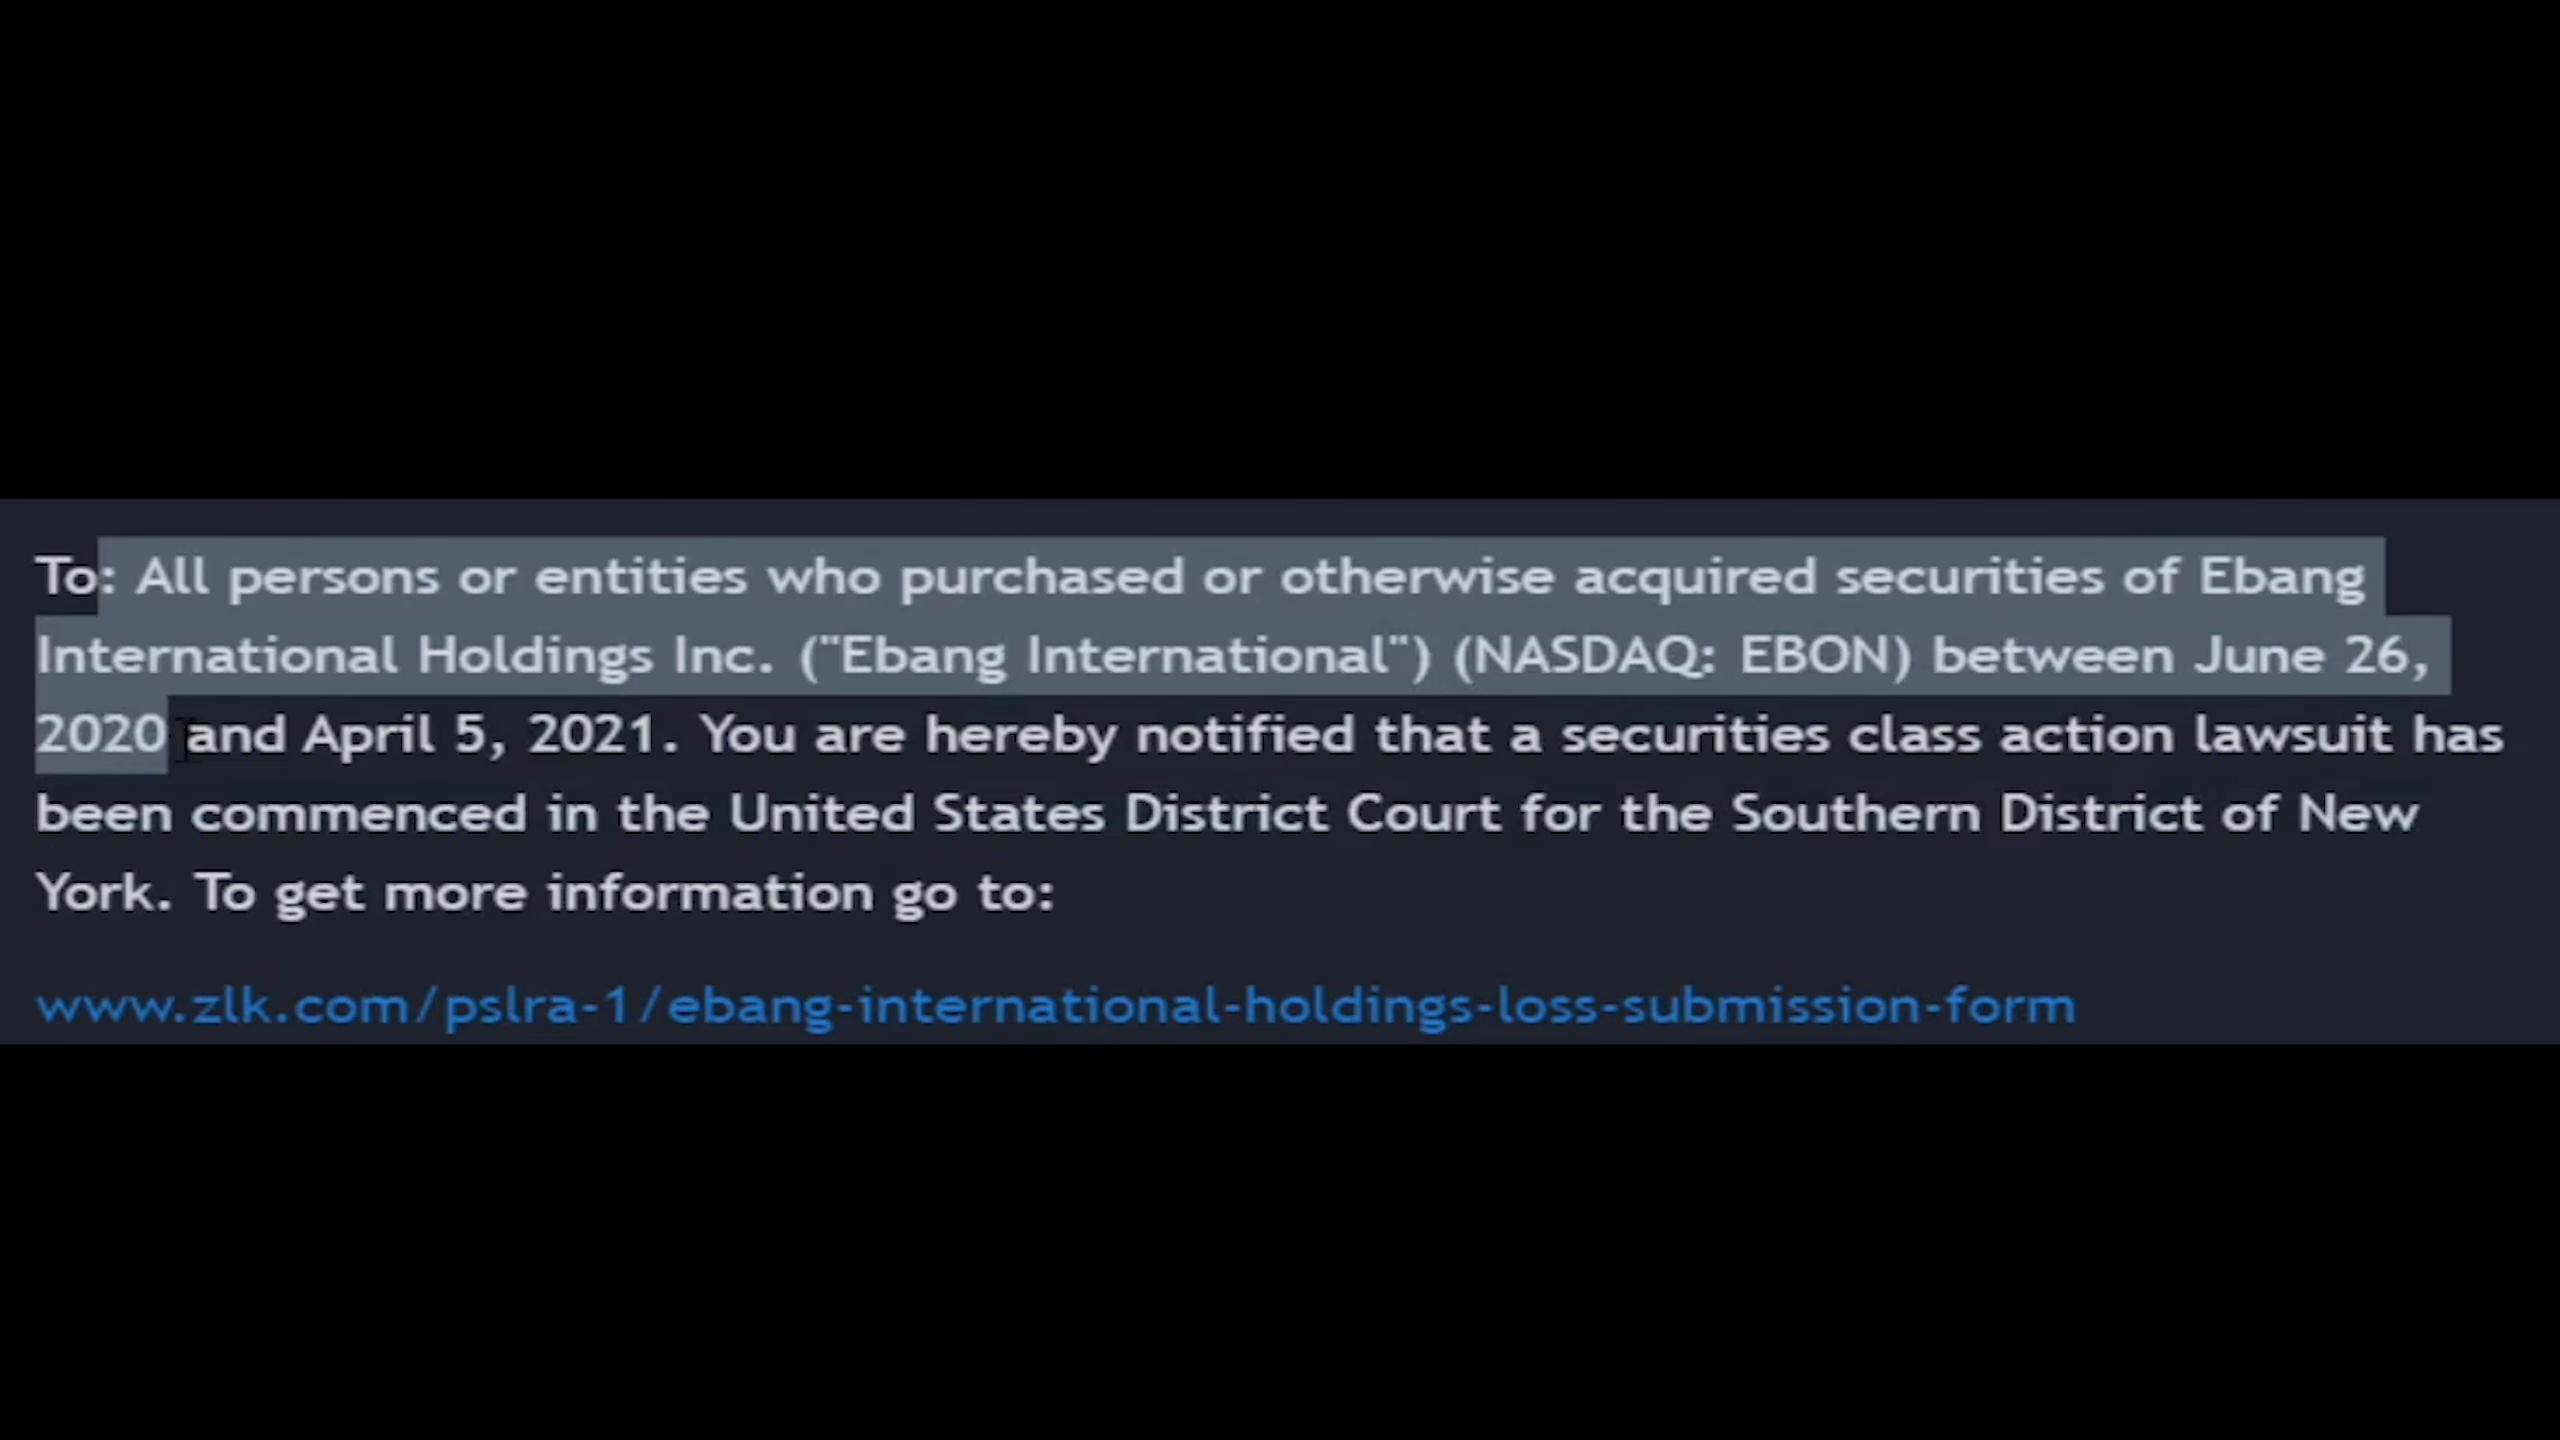 To: All persons or entities who purchased or otherwise acquired securities of Ebang
International Holdings Inc. ("Ebang International") (NASDAQ: EBON) between June 26,
2020 and April 5, 2021. You are hereby notified that a securities class action lawsuit has
been commenced in the United States District Court for the Southern District of New
York. To get more information go to:
www.zlk.com/pslra-1/ebang-international-holdings-loss-submission-form